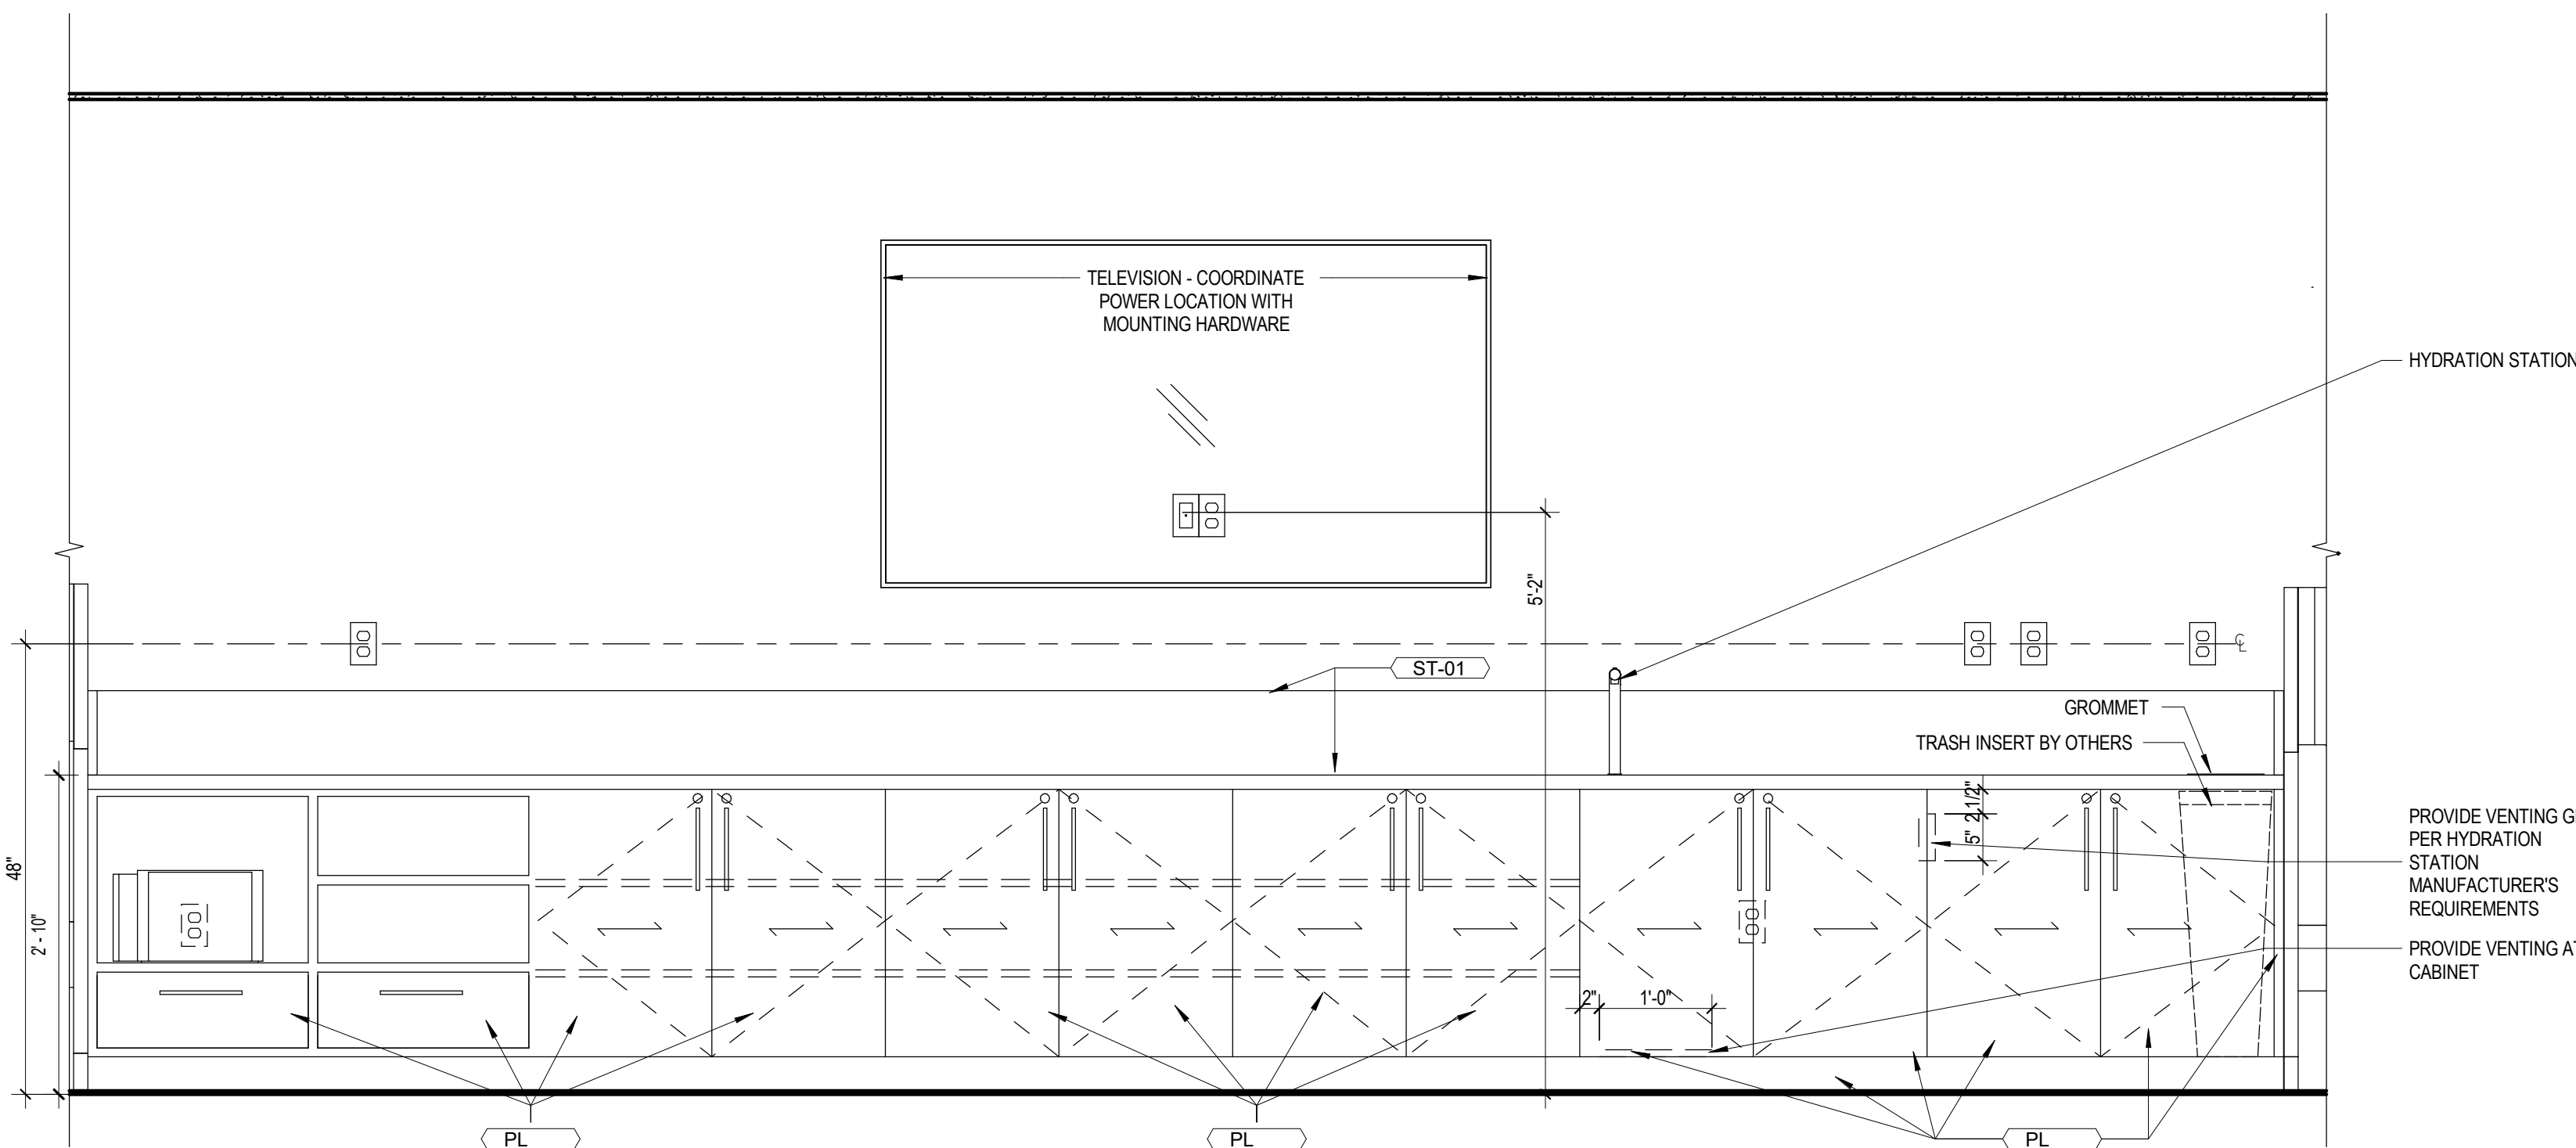 TELEVISION - COORDINATE
POWER LOCATION WITH
MOUNTING HARDWARE
HYDRATION STATION
5'-2"
ST-01
GROMMET
TRASH INSERT BY OTHERS
48"
2' - 10"
2 1/2"
5"
PROVIDE VENTING
PER HYDRATION
STATION
MANUFACTURER'S
REQUIREMENTS
PROVIDE VENTING
CABINET
2"
1'-0"
PL
PL
PL